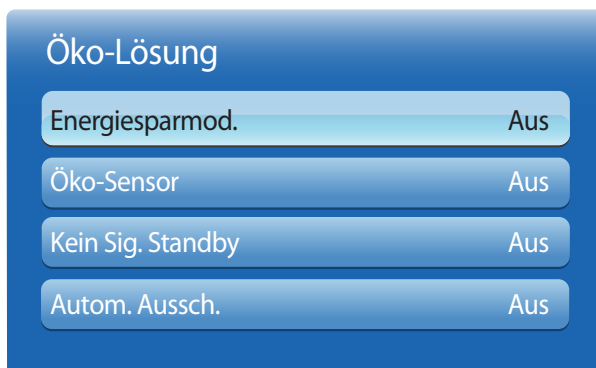 Öko-Lösung
Energiesparmod. Aus
Öko-Sensor Aus
Kein Sig. Standby Aus
Autom. Aussch. Aus